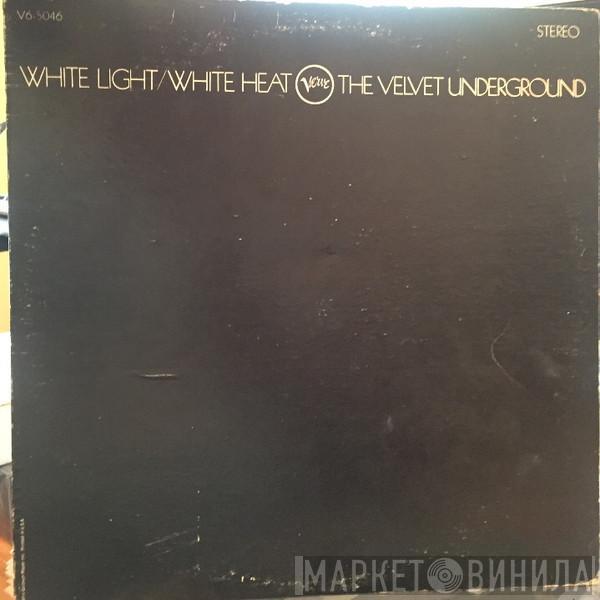 V6-5046
STEREO
WHITE LIGHT/WHITE HEAT Verve THE VELVET UNDERGROUND
МАРКЕТ ВИНИЛА